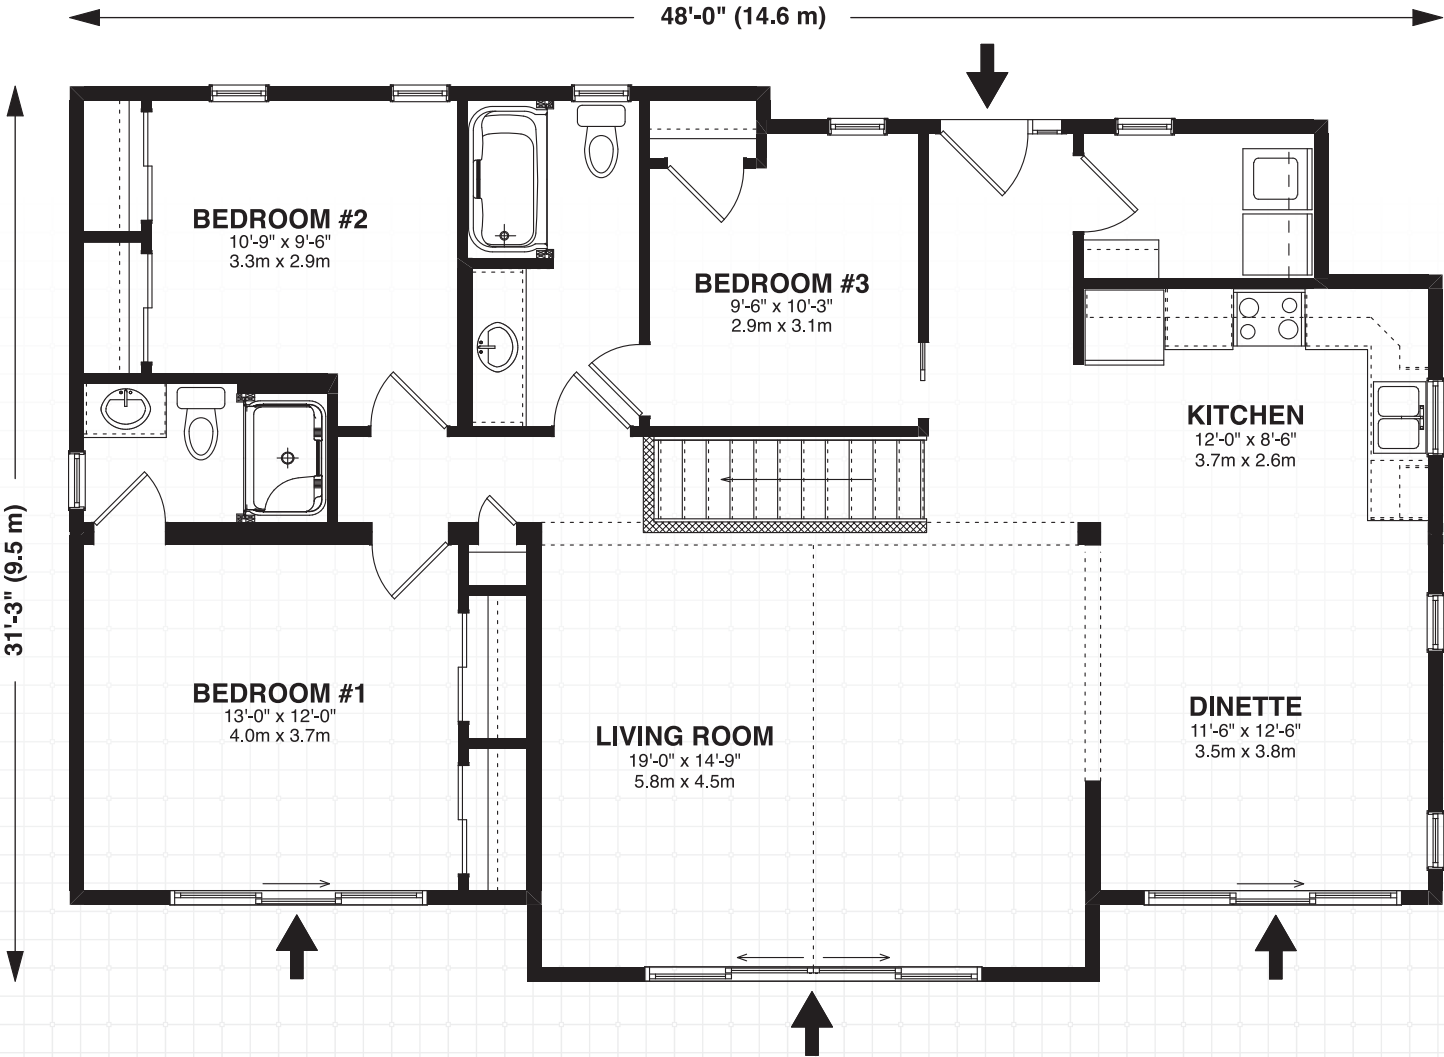 48'-0" (14.6 m)
31'-3" (9.5 m)
BEDROOM #2
10'-9" x 9'-6"
3.3m x 2.9m
BEDROOM #3
9'-6" x 10'-3"
2.9m x 3.1m
KITCHEN
12'-0" x 8'-6"
3.7m x 2.6m
BEDROOM #1
13'-0" x 12'-0"
4.0m x 3.7m
LIVING ROOM
19'-0" x 14'-9"
5.8m x 4.5m
DINETTE
11'-6" x 12'-6"
3.5m x 3.8m